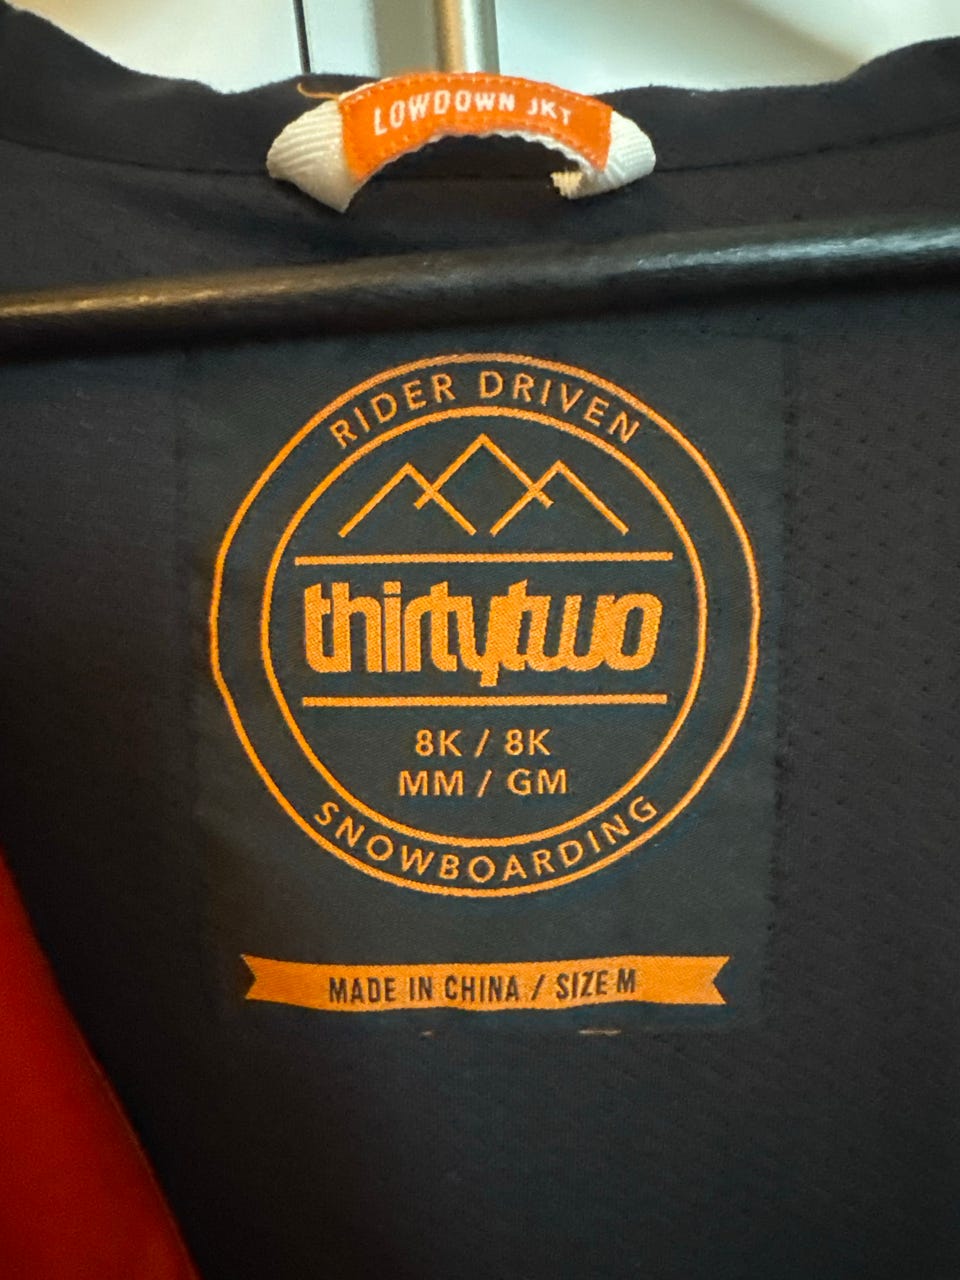 LOWDOWN JKT
RIDER DRIVEN
thirtytwo
8K / 8K
MM / GM
SNOWBOARDING
MADE IN CHINA / SIZE M